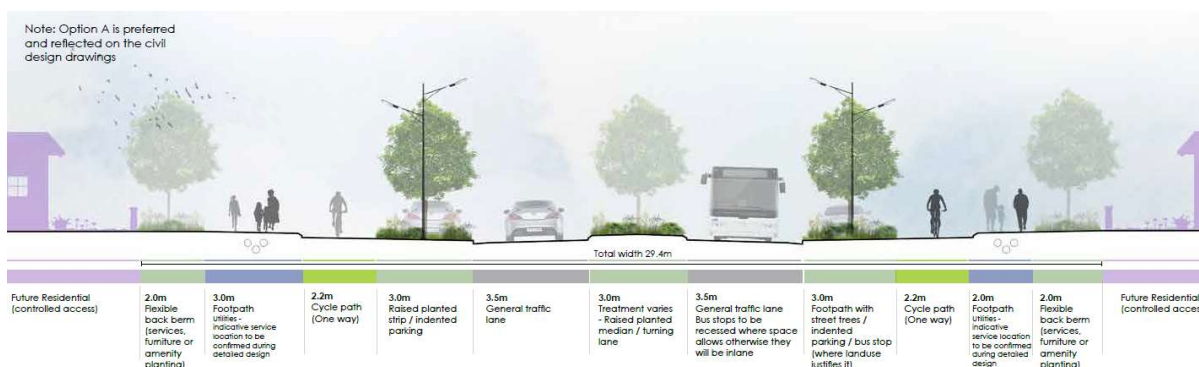 Note: Option A is preferred
and reflected on the civil
design drawings
Total width 29.4m
Future Residential
(controlled access)
2.0m
Flexible
back berm
(services,
furniture or
amenity
planting)
3.0m
Footpath
Utilities -
indicative service
location to be
confirmed during
detailed design
2.2m
Cycle path
(One way)
3.0m
Raised planted
strip / indented
parking
3.5m
General traffic
lane
3.0m
Treatment varies
- Raised planted
median / turning
lane
3.5m
General traffic lane
Bus stops to be
recessed where space
allows otherwise they
will be inlane
3.0m
Footpath with
street trees /
indented
parking / bus stop
(where landuse
justifies it)
2.2m
Cycle path
(One way)
2.0m
Footpath
Utilities -
indicative
service location
to be confirmed
during detailed
design
2.0m
Flexible
back berm
(services,
furniture or
amenity
planting)
Future Residential
(controlled access